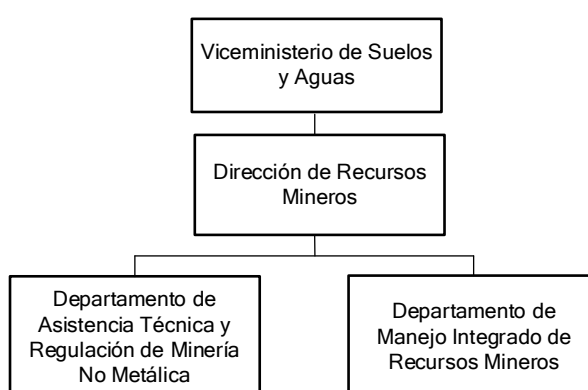 Viceministerio de Suelos
y Aguas
Dirección de Recursos
Mineros
Departamento de
Asistencia Técnica y
Regulación de Minería
No Metálica
Departamento de
Manejo Integrado de
Recursos Mineros